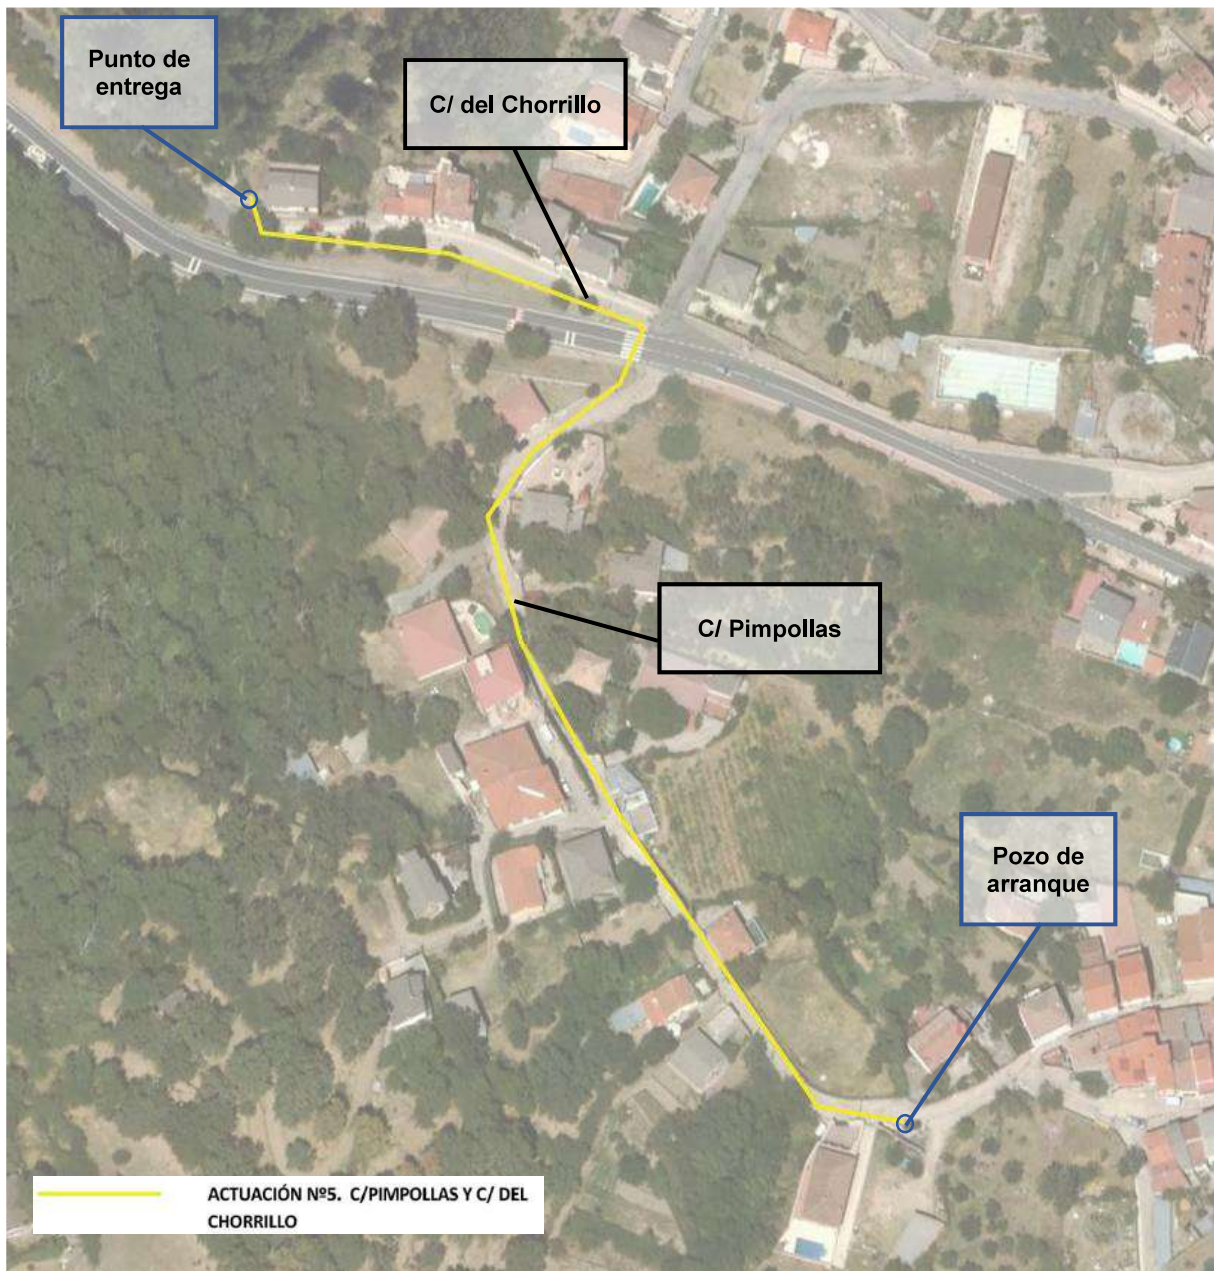 Punto de
entrega
C/ del Chorrillo
C/ Pimpollas
Pozo de
arranque
ACTUACIÓN Nº5.  C/PIMPOLLAS Y C/ DEL
CHORRILLO